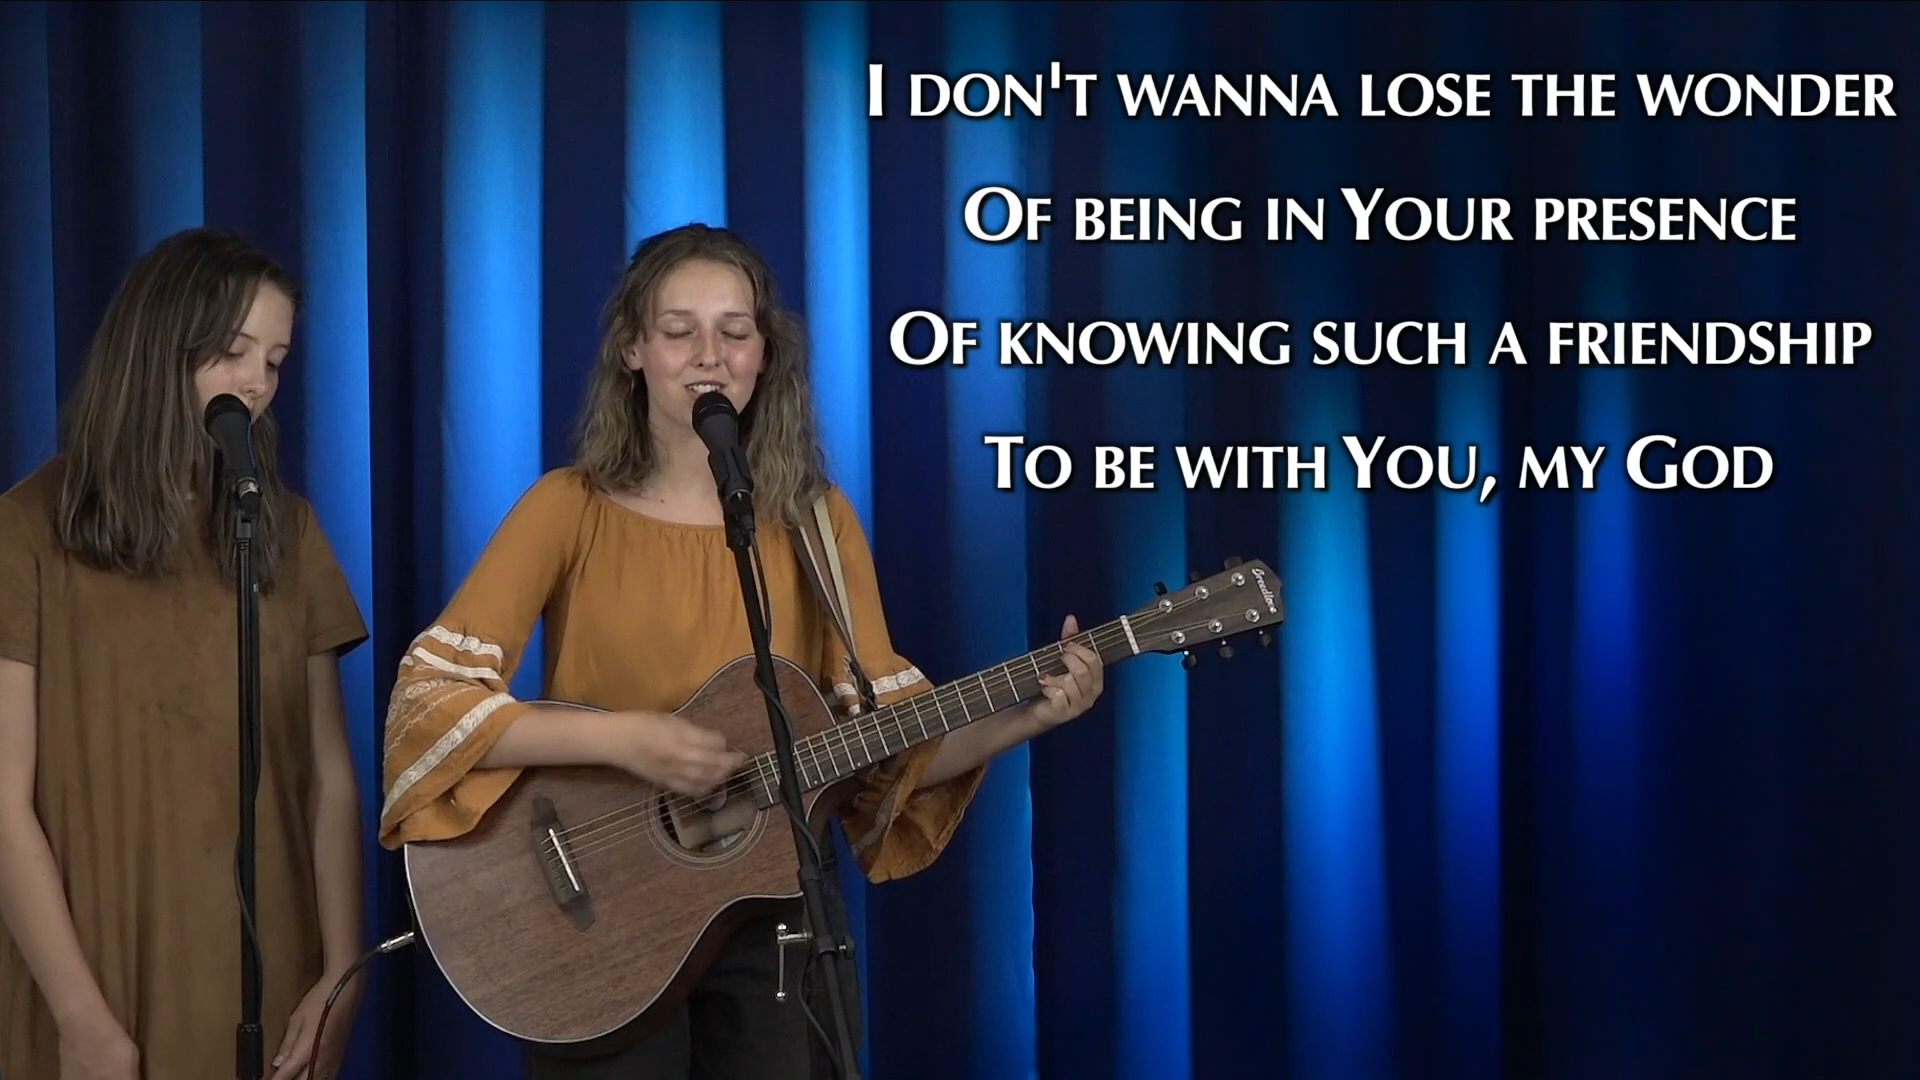 I DON'T WANNA LOSE THE WONDER
OF BEING IN YOUR PRESENCE
OF KNOWING SUCH A FRIENDSHIP
TO BE WITH YOU, MY GOD
Breedlove